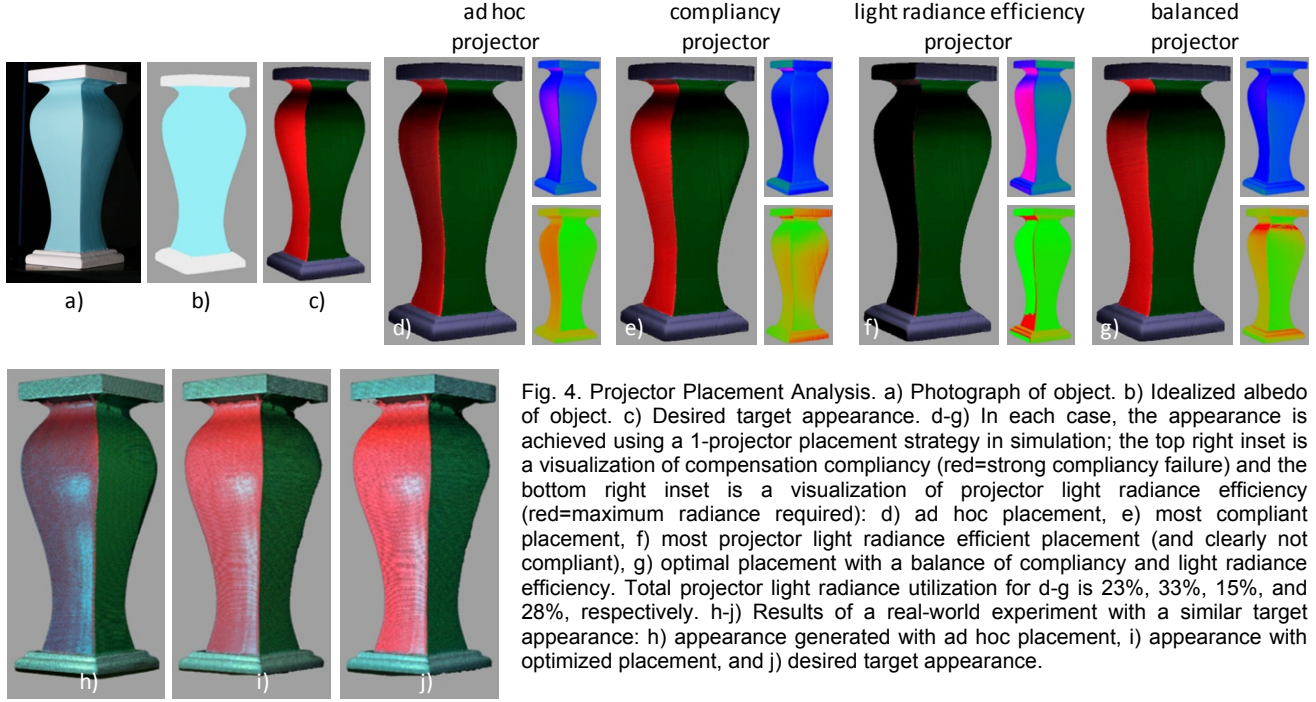 ad hoc projector
compliancy projector
light radiance efficiency projector
balanced projector
a)
b)
c)
d)
e)
f)
g)
h)
i)
j)
Fig. 4. Projector Placement Analysis. a) Photograph of object. b) Idealized albedo
of object. c) Desired target appearance. d-g) In each case, the appearance is
achieved using a 1-projector placement strategy in simulation; the top right inset is
a visualization of compensation compliancy (red=strong compliancy failure) and the
bottom right inset is a visualization of projector light radiance efficiency
(red=maximum radiance required): d) ad hoc placement, e) most compliant
placement, f) most projector light radiance efficient placement (and clearly not
compliant), g) optimal placement with a balance of compliancy and light radiance
efficiency. Total projector light radiance utilization for d-g is 23%, 33%, 15%, and
28%, respectively. h-j) Results of a real-world experiment with a similar target
appearance: h) appearance generated with ad hoc placement, i) appearance with
optimized placement, and j) desired target appearance.